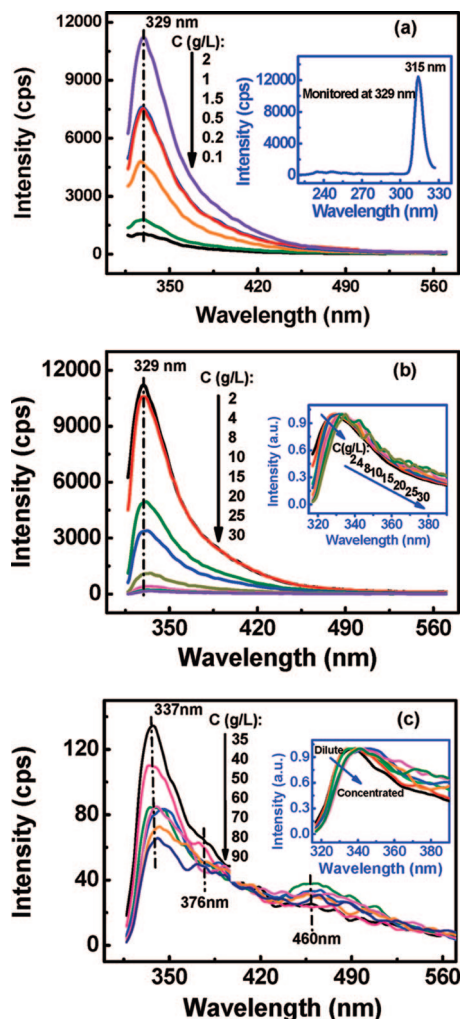 329 nm
(a)
C (g/L):
2
1
1.5
0.5
0.2
0.1
315 nm
Monitored at 329 nm
Intensity (cps)
12000
9000
6000
3000
0
240 270 300 330
Wavelength (nm)
Intensity (cps)
12000
9000
6000
3000
0
350 420 490 560
Wavelength (nm)
329 nm
(b)
C (g/L):
2
4
8
10
15
20
25
30
Intensity (a.u.)
0.9
0.6
0.3
0.0
C(g/L):
2 4 8 10 15 20 25 30
320 340 360 380
Wavelength (nm)
Intensity (cps)
12000
9000
6000
3000
0
350 420 490 560
Wavelength (nm)
337nm
(c)
C (g/L):
35
40
50
60
70
80
90
376nm
460nm
Dilute
Concentrated
Intensity (a.u.)
0.9
0.6
0.3
0.0
320 340 360 380
Wavelength (nm)
Intensity (cps)
120
80
40
0
350 420 490 560
Wavelength (nm)